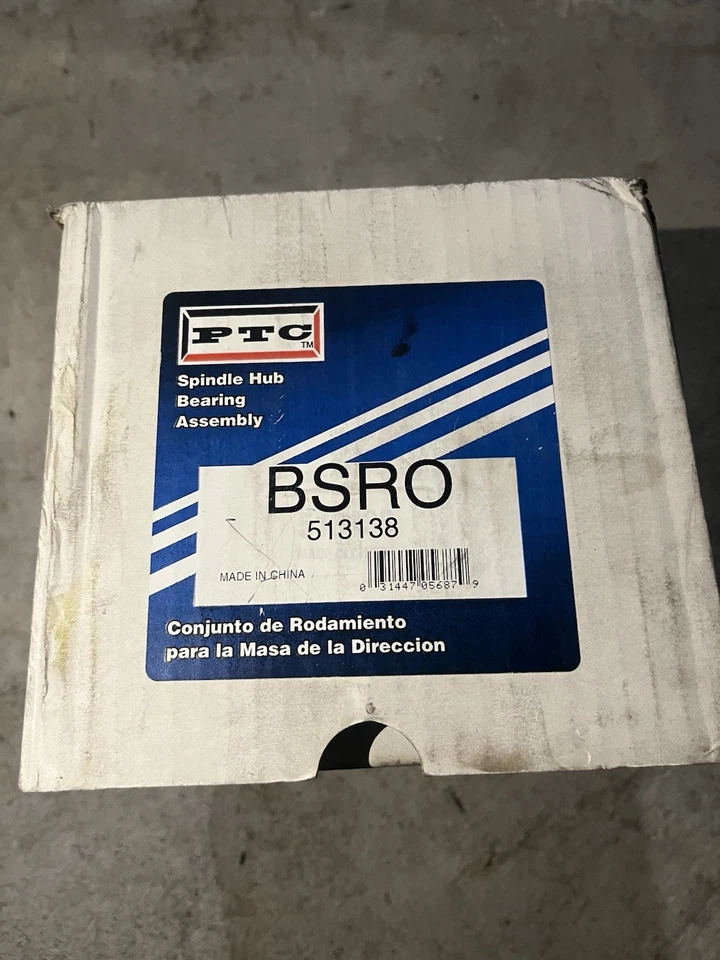 PTC
TM
Spindle Hub
Bearing
Assembly
BSRO
513138
MADE IN CHINA
0 31447 05687 9
Conjunto de Rodamiento
para la Masa de la Direccion